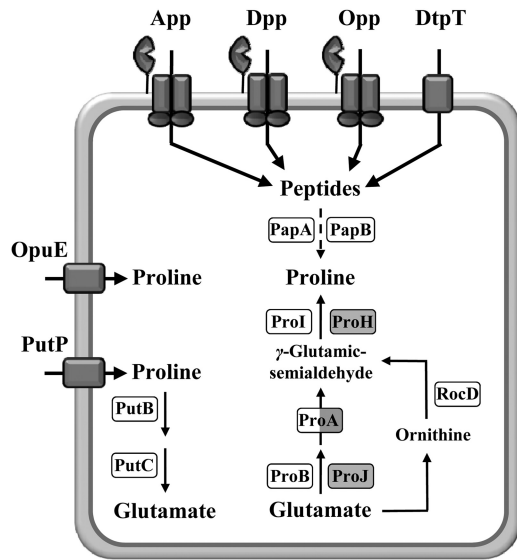 App Dpp Opp DtpT
Peptides
PapA PapB
OpuE
Proline Proline
ProI ProH
PutP
γ-Glutamic-
semialdehyde
Proline
PutB
RocD
ProA
Ornithine
PutC
ProB ProJ
Glutamate Glutamate